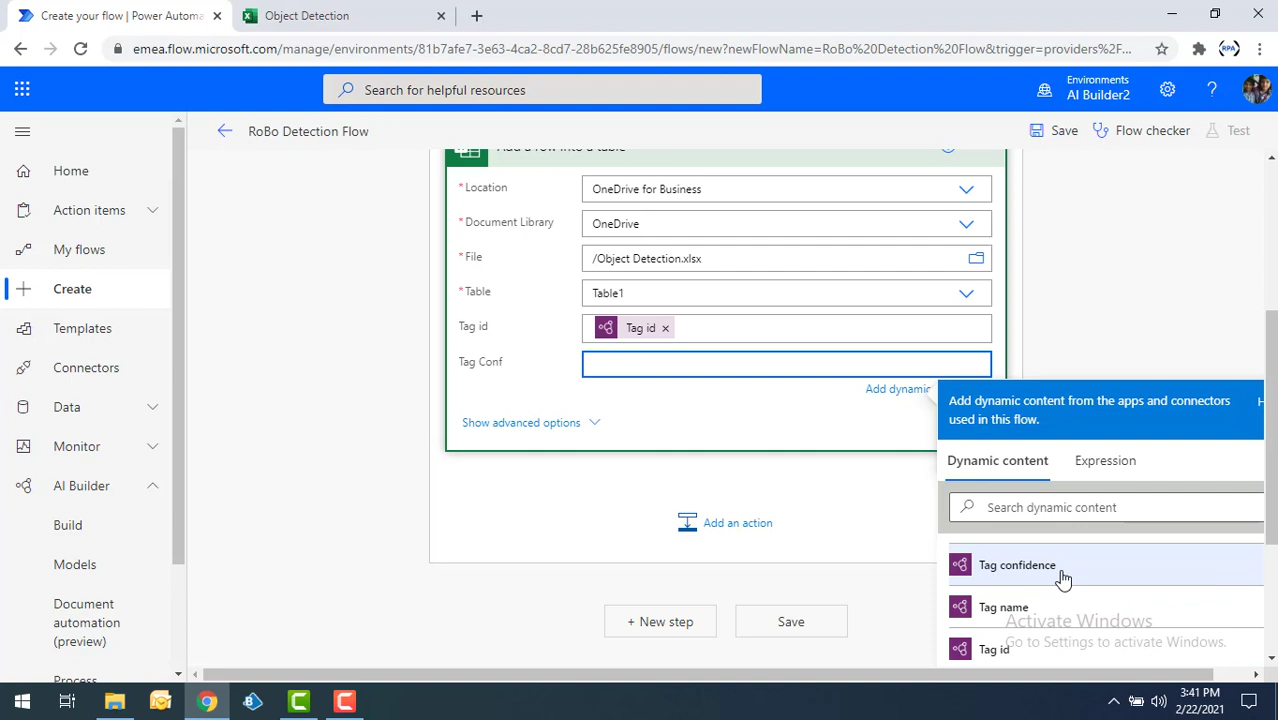 Create your flow | Power Automa
Object Detection
emea.flow.microsoft.com/manage/environments/81b7afe7-3e63-4ca2-8cd7-28b625fe8905/flows/new?newFlowName=RoBo%20Detection%20Flow&trigger=providers%2F...
RPA
Search for helpful resources
Environments
AI Builder2
RoBo Detection Flow
Save
Flow checker
Test
Home
Action items
My flows
Create
Templates
Connectors
Data
Monitor
AI Builder
Build
Models
Document
automation
(preview)
Process
Add a row into a table
* Location
OneDrive for Business
* Document Library
OneDrive
* File
/Object Detection.xlsx
* Table
Table1
Tag id
Tag id
Tag Conf
Add dynamic
Show advanced options
Add an action
+ New step
Save
Add dynamic content from the apps and connectors
used in this flow.
H
Dynamic content
Expression
Search dynamic content
Tag confidence
Tag name
Tag id
Activate Windows
Go to Settings to activate Windows.
3:41 PM
2/22/2021